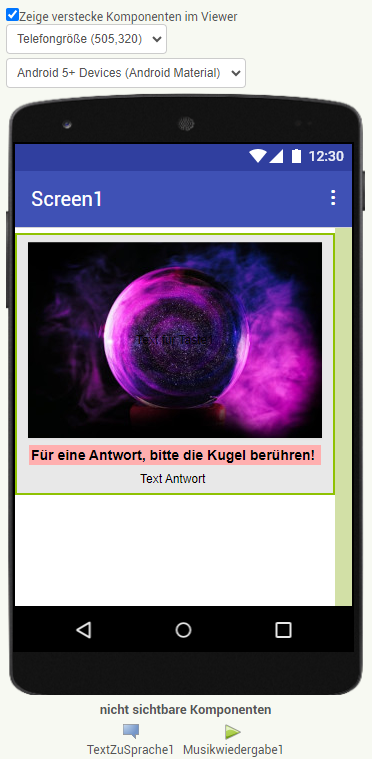 Zeige verstecke Komponenten im Viewer
Telefongröße (505,320)
Android 5+ Devices (Android Material)
12:30
Screen1
Für eine Antwort, bitte die Kugel berühren!
Text Antwort
nicht sichtbare Komponenten
TextZuSprache1 Musikwiedergabe1